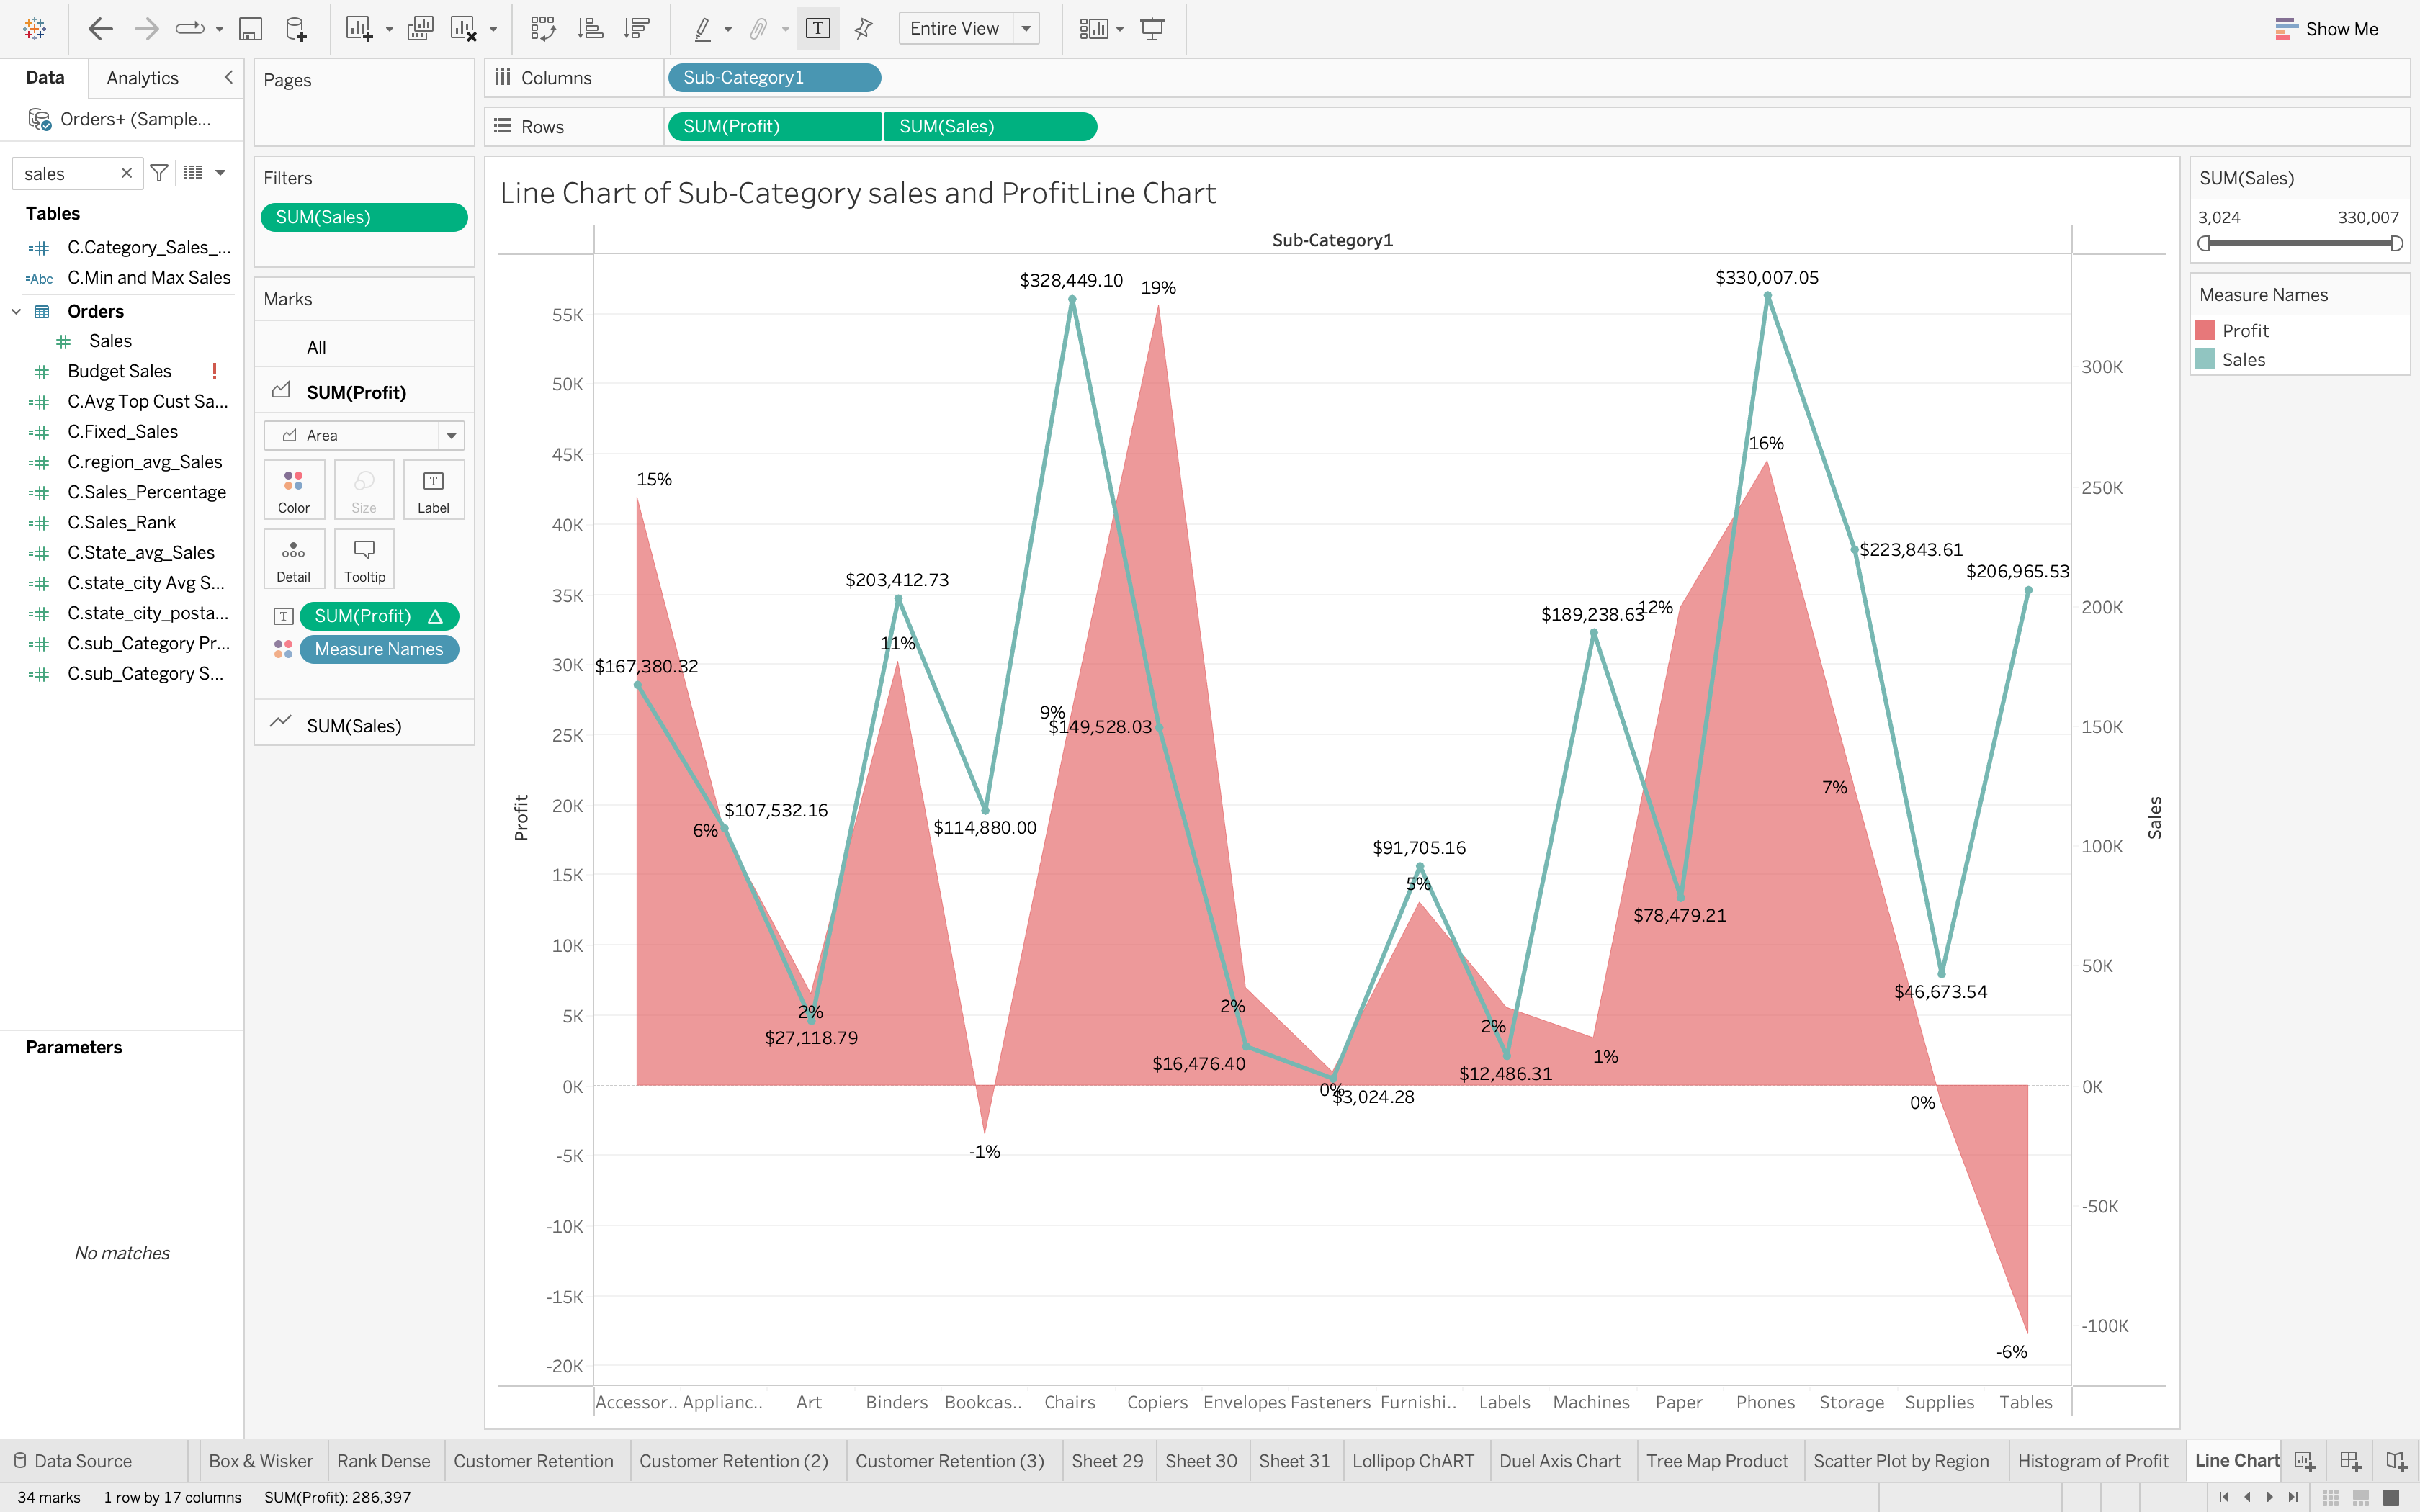 Entire View
Show Me
Data
Analytics
Orders+ (Sample...
sales
Tables
C.Category_Sales_...
=Abc C.Min and Max Sales
Orders
Sales
Budget Sales !
C.Avg Top Cust Sa...
C.Fixed_Sales
C.region_avg_Sales
C.Sales_Percentage
C.Sales_Rank
C.State_avg_Sales
C.state_city Avg S...
C.state_city_posta...
C.sub_Category Pr...
C.sub_Category S...
Parameters
No matches
Pages
Filters
SUM(Sales)
Marks
All
SUM(Profit)
Area
Color
Size
Label
Detail
Tooltip
SUM(Profit)
Measure Names
SUM(Sales)
Columns
Sub-Category1
Rows
SUM(Profit)
SUM(Sales)
Line Chart of Sub-Category sales and ProfitLine Chart
Sub-Category1
Profit
55K
50K
45K
40K
35K
30K
25K
20K
15K
10K
5K
0K
-5K
-10K
-15K
-20K
15%
$167,380.32
6%
$107,532.16
2%
$27,118.79
$203,412.73
11%
$114,880.00
-1%
$328,449.10
9%
19%
$149,528.03
2%
$16,476.40
0%
$3,024.28
$91,705.16
5%
2%
$12,486.31
$189,238.63
1%
12%
$78,479.21
$330,007.05
16%
$223,843.61
7%
$46,673.54
0%
$206,965.53
-6%
Sales
300K
250K
200K
150K
100K
50K
0K
-50K
-100K
Accessor.. Applianc.. Art Binders Bookcas.. Chairs Copiers Envelopes Fasteners Furnishi.. Labels Machines Paper Phones Storage Supplies Tables
SUM(Sales)
3,024 330,007
Measure Names
Profit
Sales
Data Source
Box & Wisker
Rank Dense
Customer Retention
Customer Retention (2)
Customer Retention (3)
Sheet 29
Sheet 30
Sheet 31
Lollipop ChART
Duel Axis Chart
Tree Map Product
Scatter Plot by Region
Histogram of Profit
Line Chart
34 marks
1 row by 17 columns
SUM(Profit): 286,397